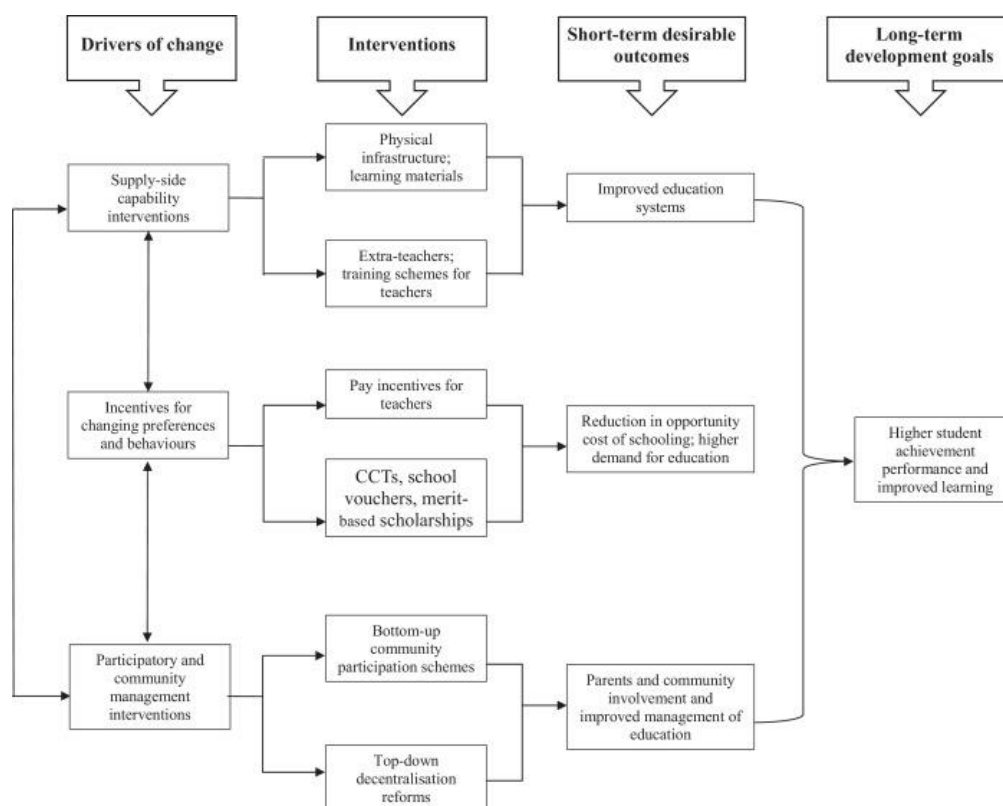 Drivers of change
Interventions
Short-term desirable
outcomes
Long-term
development goals
Supply-side
capability
interventions
Physical
infrastructure;
learning materials
Extra-teachers;
training schemes for
teachers
Improved education
systems
Incentives for
changing preferences
and behaviours
Pay incentives for
teachers
CCTs, school
vouchers, merit-
based scholarships
Reduction in opportunity
cost of schooling; higher
demand for education
Higher student
achievement
performance and
improved learning
Participatory and
community
management
interventions
Bottom-up
community
participation schemes
Top-down
decentralisation
reforms
Parents and community
involvement and
improved management of
education